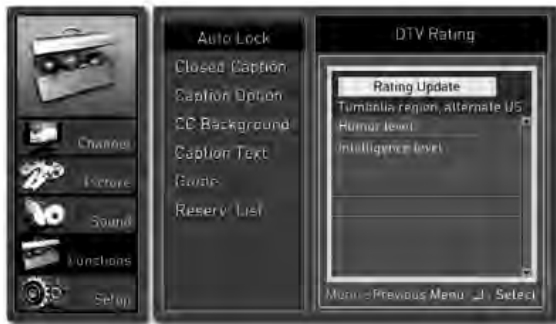 Channel
Picture
Sound
Functions
Setup
Auto Lock
Closed Caption
Caption Option
CC Background
Caption Text
Guide
Reserv. List
DTV Rating
Rating Update
Tumbolia region, alternate US
Humor level
Intelligence level
Menu : Previous Menu : Select